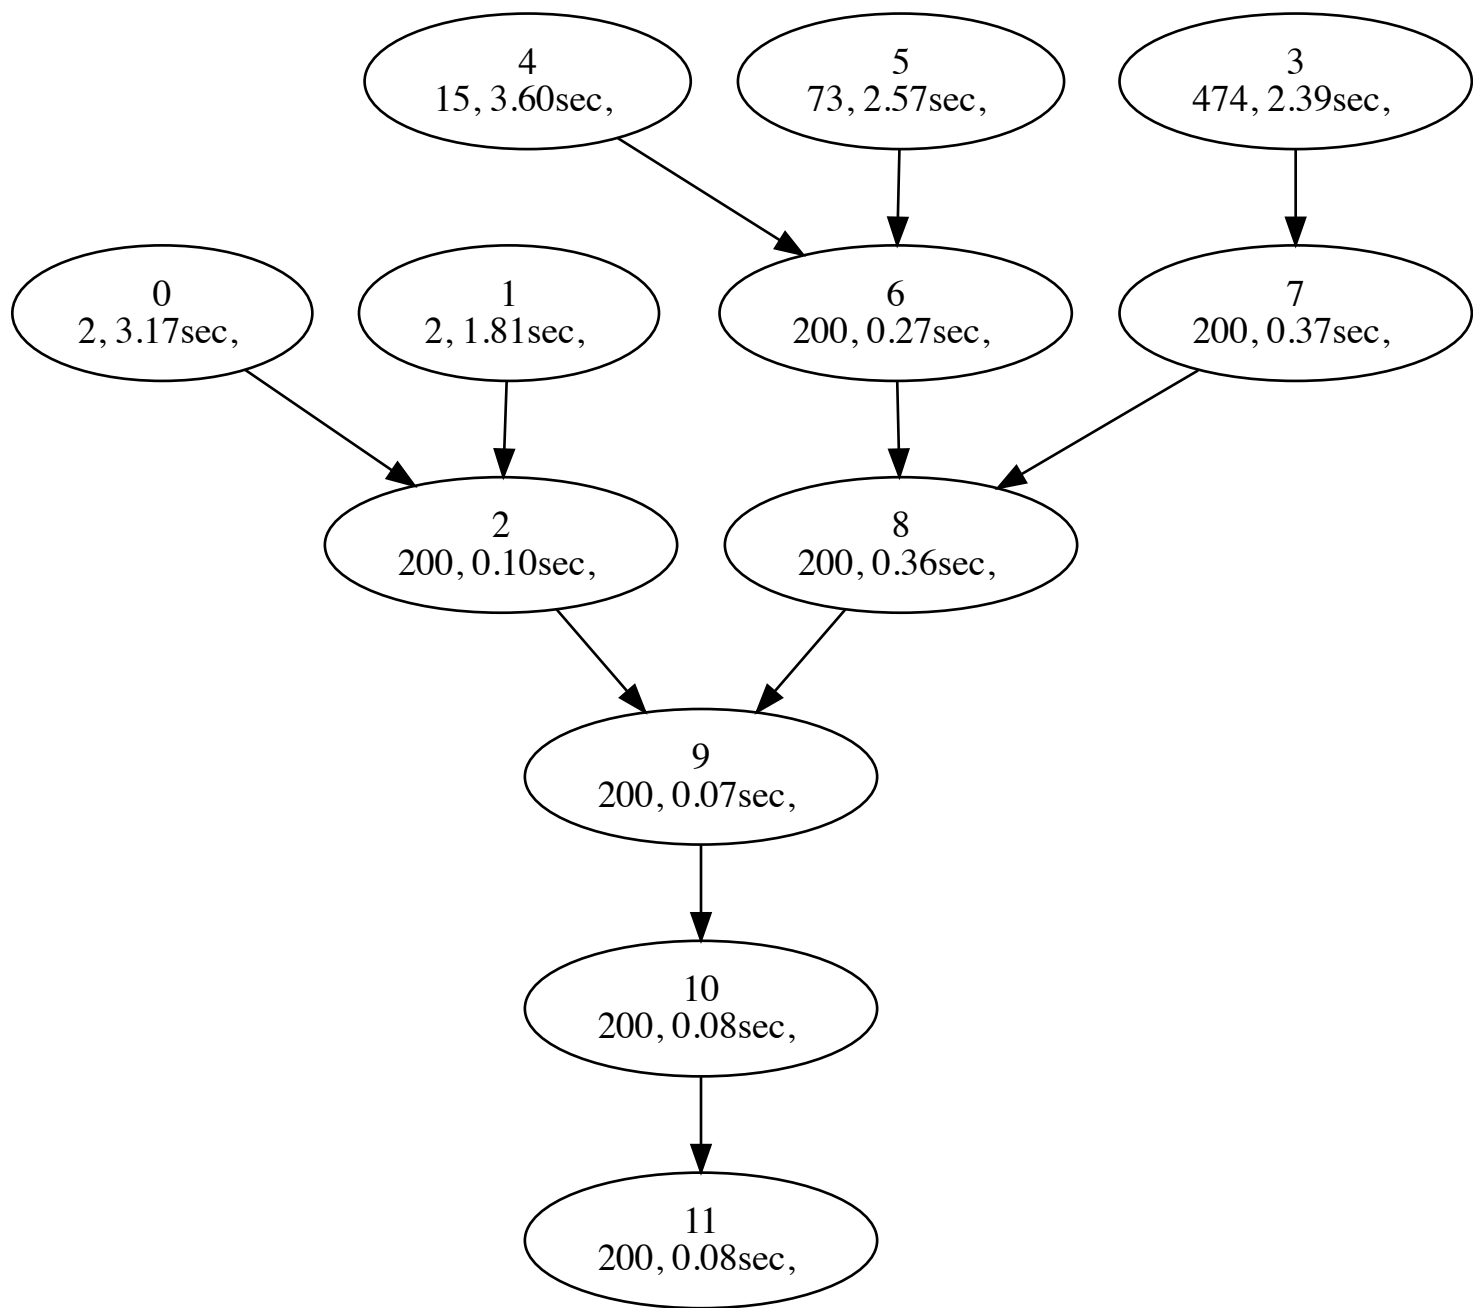 4
15, 3.60sec,
5
73, 2.57sec,
3
474, 2.39sec,
0
2, 3.17sec,
1
2, 1.81sec,
6
200, 0.27sec,
7
200, 0.37sec,
2
200, 0.10sec,
8
200, 0.36sec,
9
200, 0.07sec,
10
200, 0.08sec,
11
200, 0.08sec,